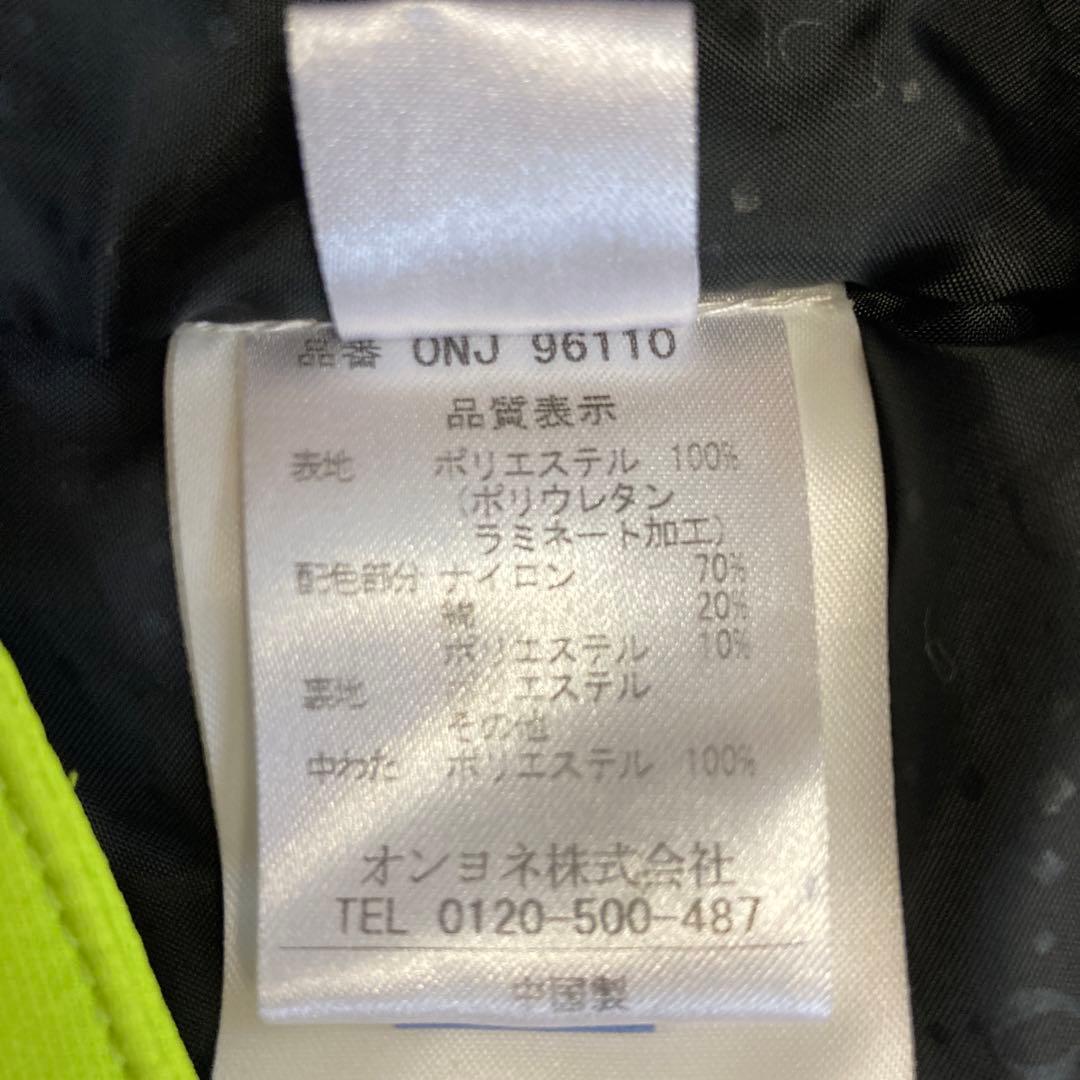 品番 ONJ 96110
品質表示
表地 ポリエステル 100%
(ポリウレタン
ラミネート加工)
配色部分 ナイロン 70%
綿 20%
ポリエステル 10%
裏地 ポリエステル
その他
中わた ポリエステル 100%
オンヨネ株式会社
TEL 0120-500-487
中国製